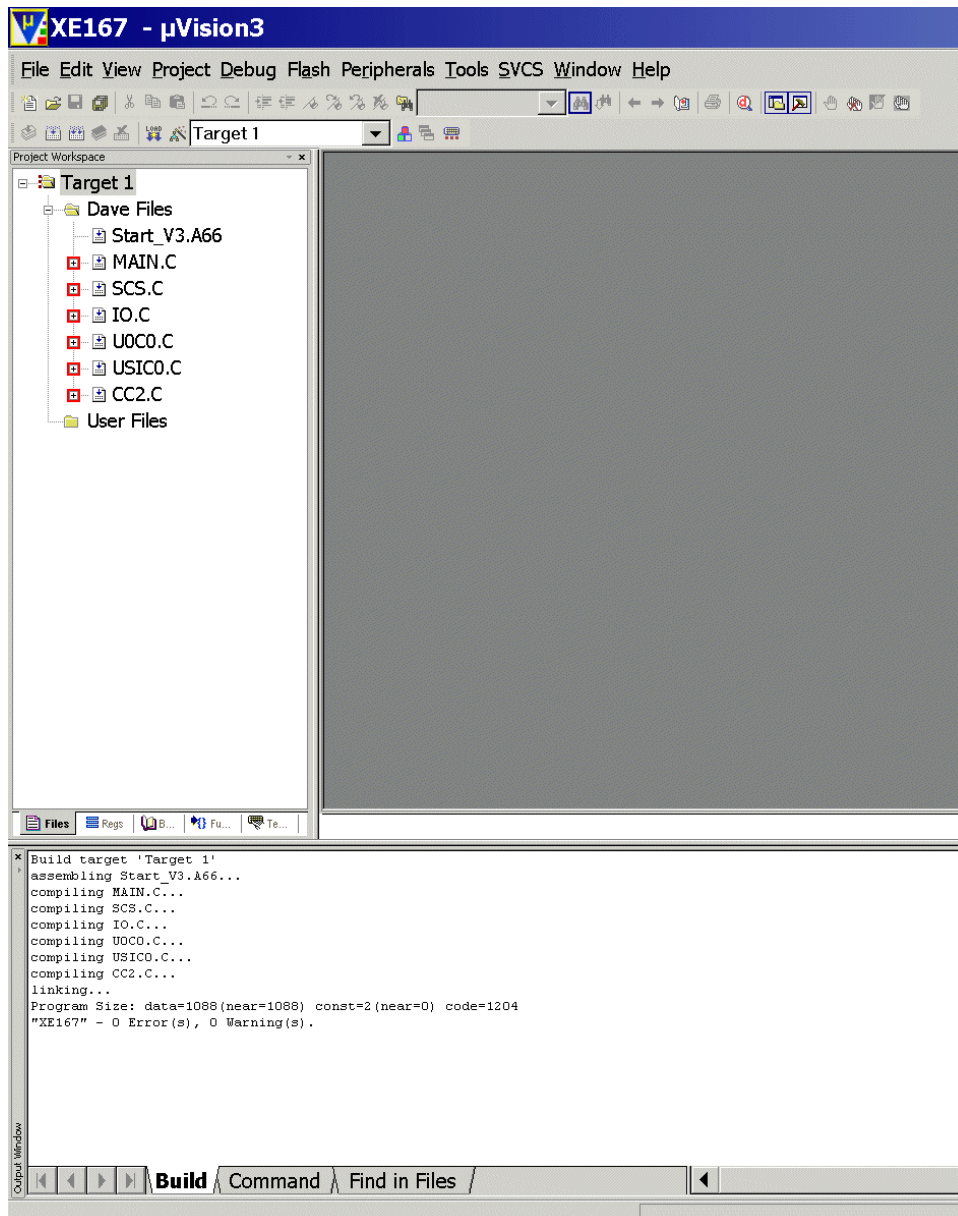 XE167 - µVision3
File Edit View Project Debug Flash Peripherals Tools SVCS Window Help
LOAD Target 1
Project Workspace
Target 1
Dave Files
Start_V3.A66
MAIN.C
SCS.C
IO.C
U0C0.C
USIC0.C
CC2.C
User Files
Files Regs B... Fu... Te...
Build target 'Target 1'
assembling Start_V3.A66...
compiling MAIN.C...
compiling SCS.C...
compiling IO.C...
compiling U0C0.C...
compiling USIC0.C...
compiling CC2.C...
linking...
Program Size: data=1088(near=1088) const=2(near=0) code=1204
"XE167" - 0 Error(s), 0 Warning(s).
Output Window
Build Command Find in Files